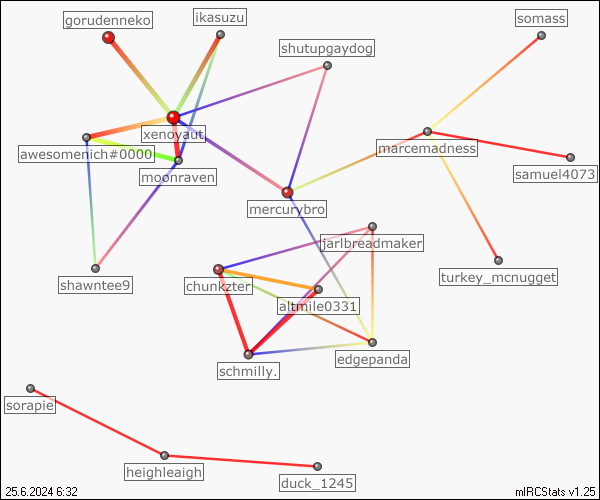 gorudenneko
ikasuzu
somass
shutupgaydog
xenoyact
marcemadness
awesomenich#0000
moonraven
samuel4073
mercurybro
jarlbreadmaker
shawntee9
chunkzter
turkey_mcnugget
altmile0331
edgepanda
schmilly.
sorapie
heighleaigh
duck_1245
25.6.2024 6:32
mIRCStats v1.25